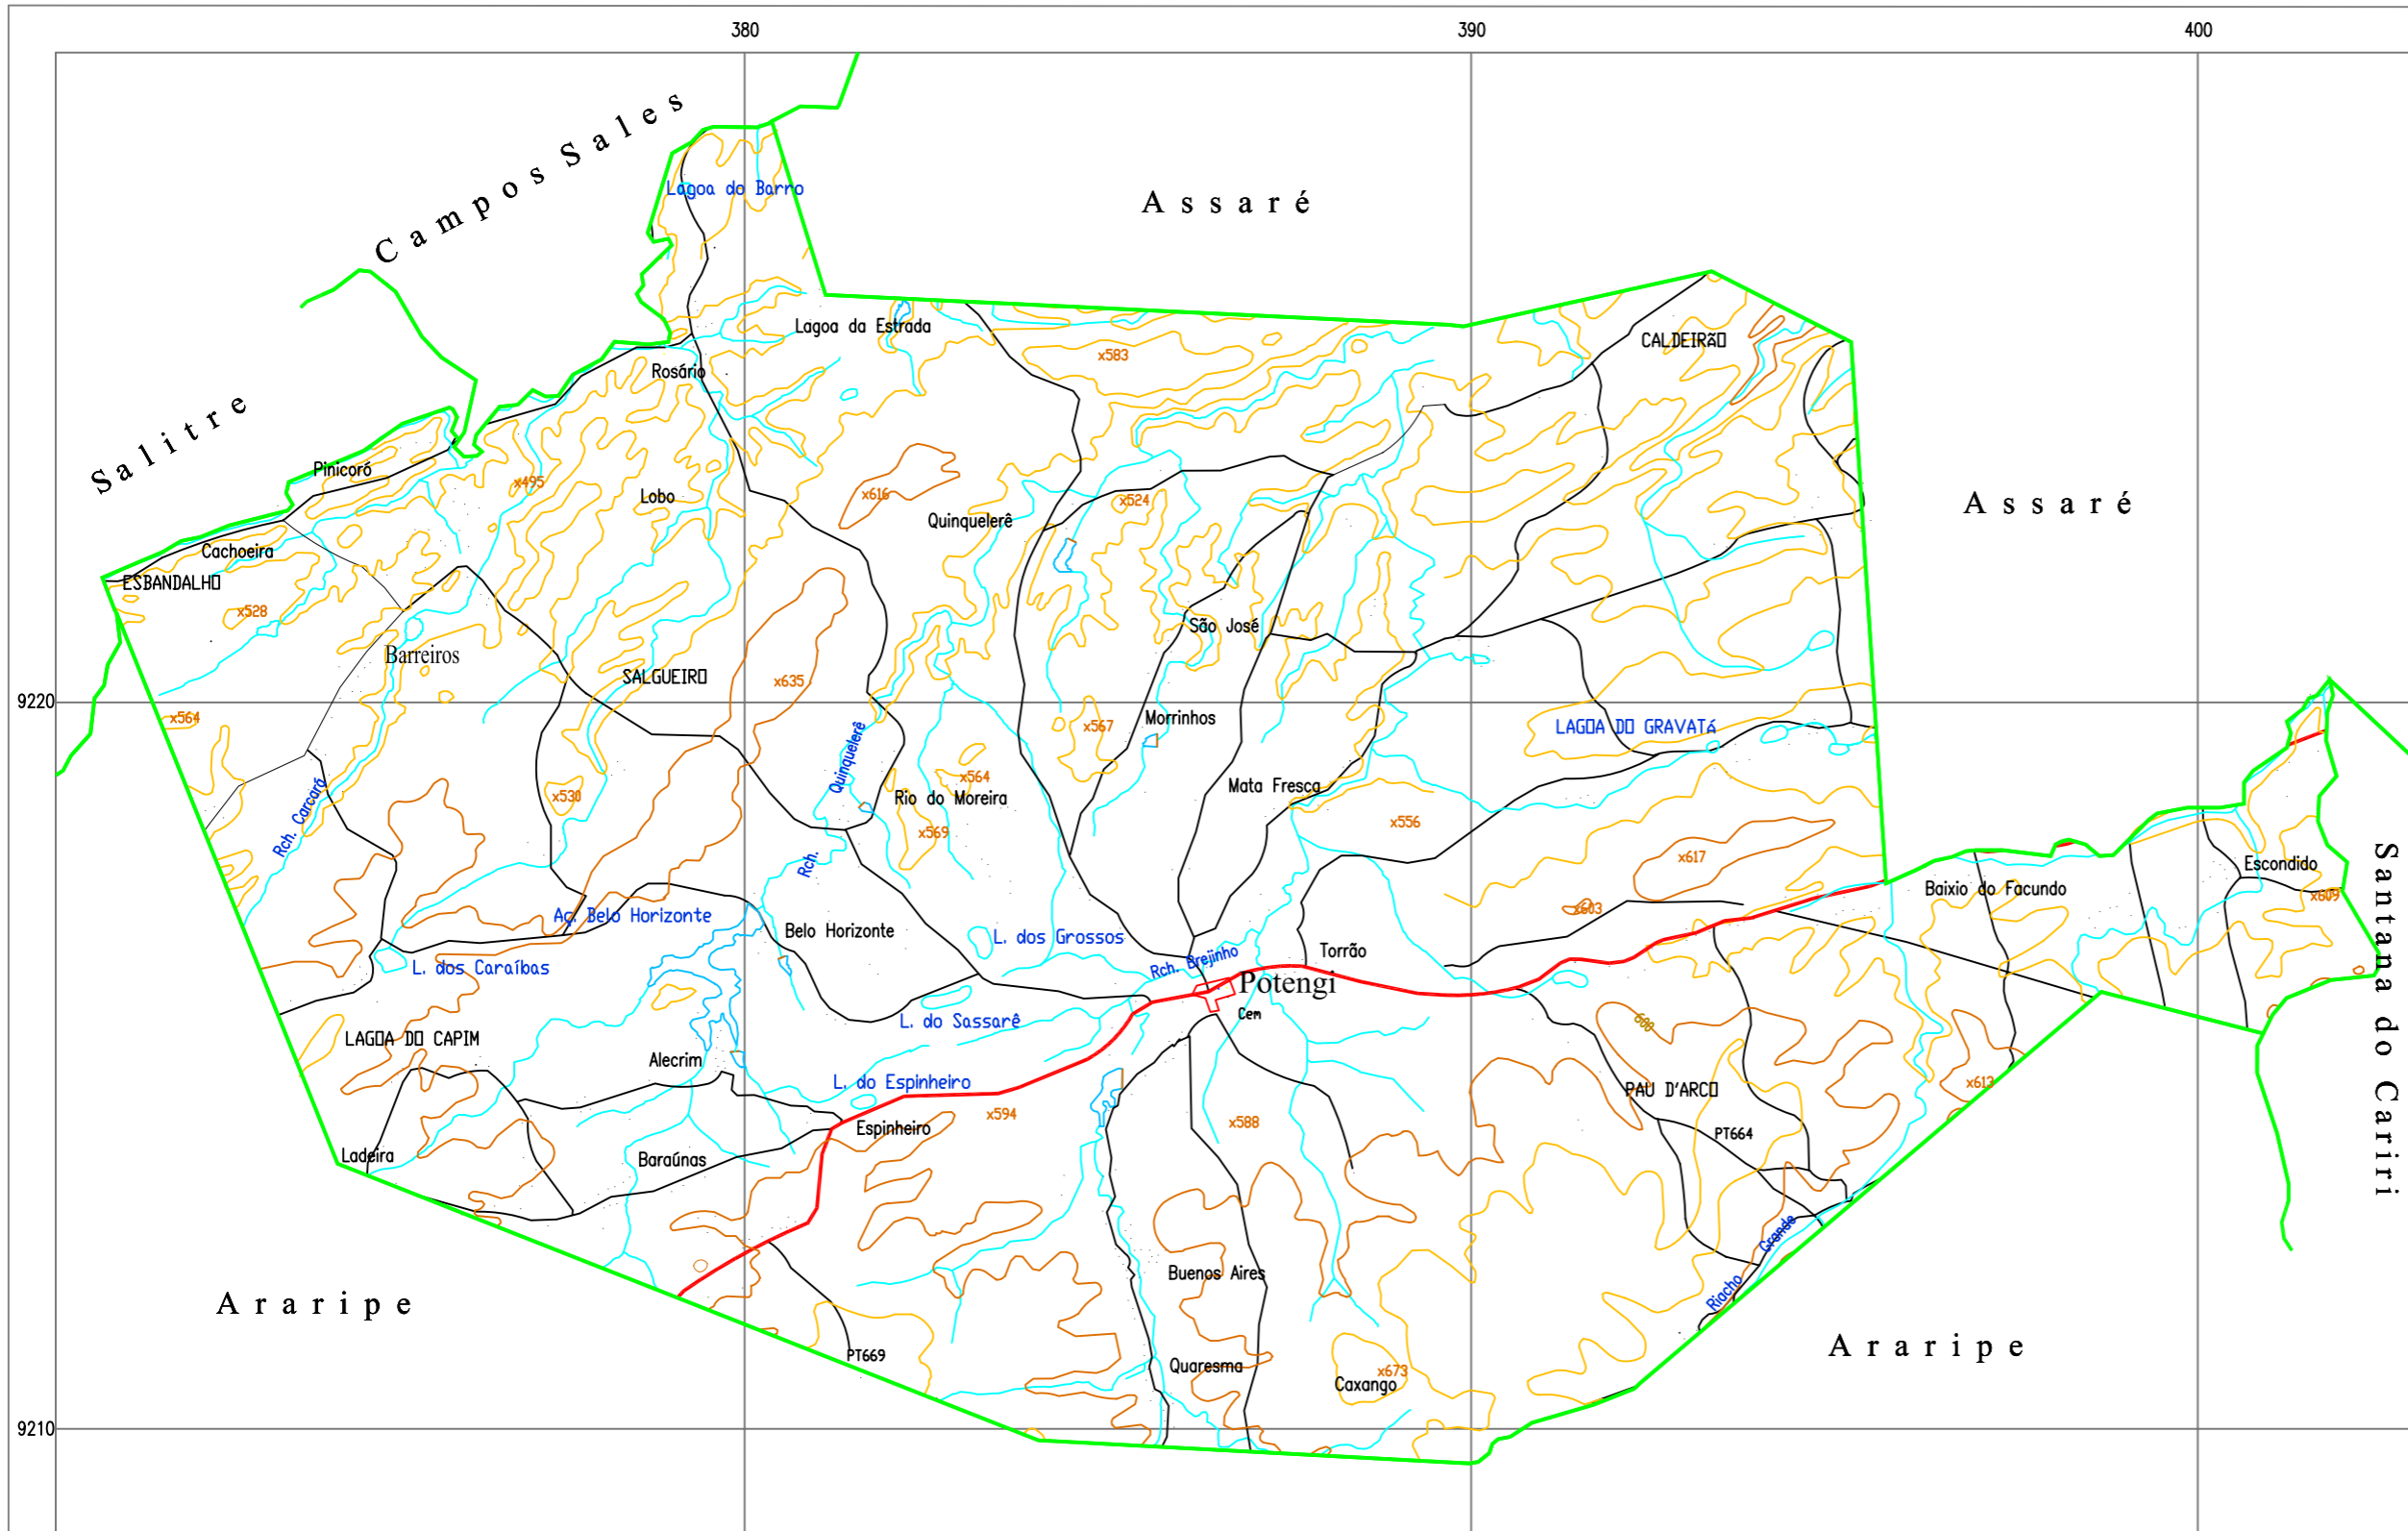 380
390
400
Campos Sales
Lagoa do Barro
Assaré
Lagoa da Estrada
CALDEIRãO
x583
Rosário
Salitre
Pinicoró
x495
Lobo
x616
x524
Quinquelerê
Assaré
Cachoeira
ESBANDALHO
x528
São José
Barreiros
SALGUEIRO
x635
9220
x564
Morrinhos
x567
LAGOA DO GRAVATá
Quinquelerê
x564
Mata Fresca
x530
Rio do Moreira
Rch. Carcará
x569
x556
x617
Rch.
Escondido
Baixio do Facundo
x609
x603
Aç. Belo Horizonte
Belo Horizonte
L. dos Grossos
Torrão
Rch. Brejinho
L. dos Caraíbas
Potengi
Cem
L. do Sassarê
600
LAGOA DO CAPIM
Alecrim
L. do Espinheiro
PAU D'ARCO
x613
Santana do Cariri
x594
x588
Espinheiro
PT664
Ladeira
Baraúnas
Grande
Buenos Aires
Riacho
Araripe
Araripe
PT669
Quaresma
x673
Caxango
9210